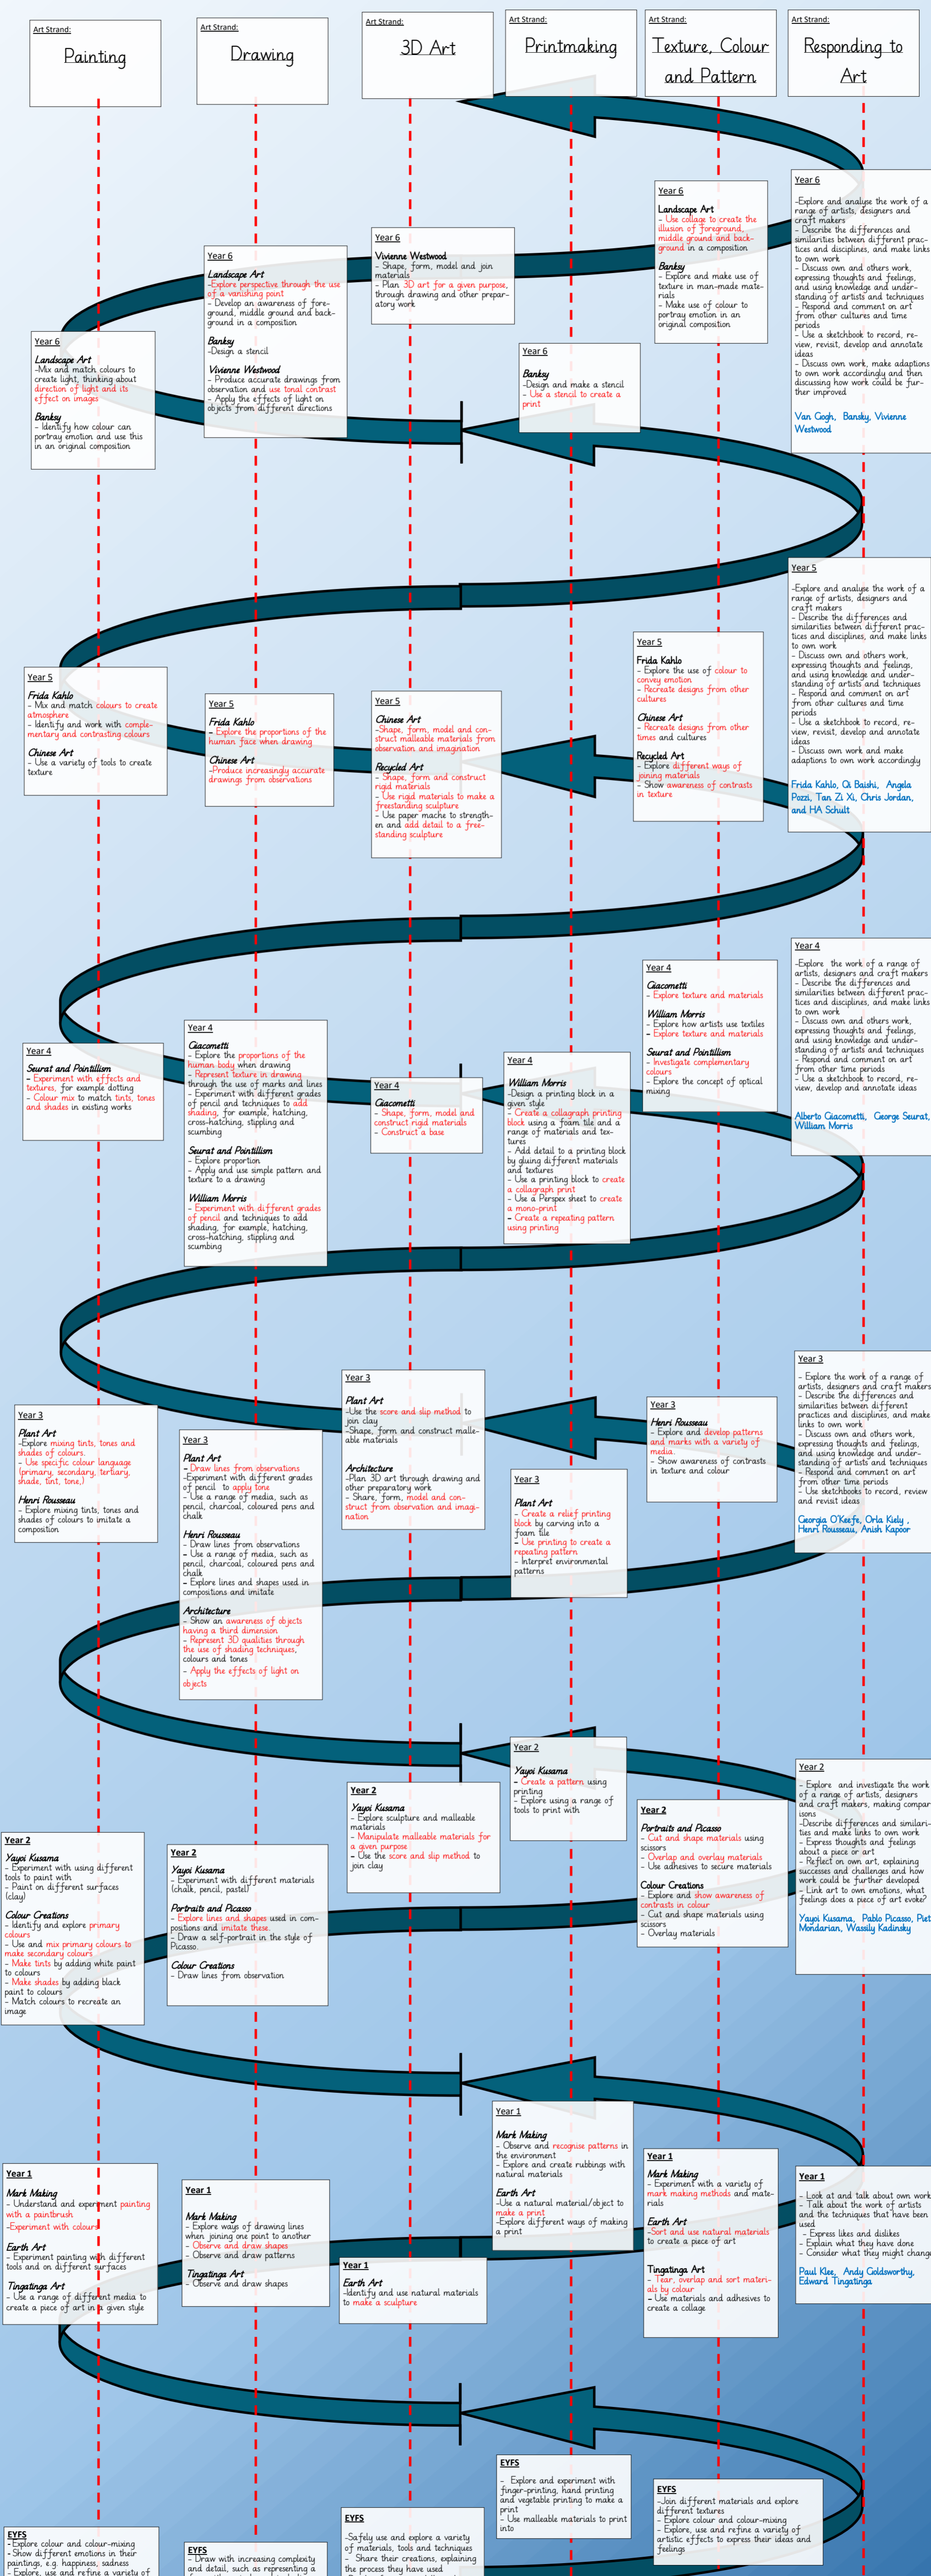 Art Strand:
Painting
Art Strand:
Drawing
Art Strand:
3D Art
Art Strand:
Printmaking
Art Strand:
Texture, Colour
and Pattern
Art Strand:
Responding to
Art
Year 6
Landscape Art
-Mix and match colours to
create light, thinking about
direction of light and its
effect on images
Banksy
- Identify how colour can
portray emotion and use this
in an original composition
Year 6
Landscape Art
-Explore perspective through the use
of a vanishing point
- Develop an awareness of fore-
ground, middle ground and back-
ground in a composition
Banksy
-Design a stencil
Vivienne Westwood
- Produce accurate drawings from
observation and use tonal contrast
- Apply the effects of light on
objects from different directions
Year 6
Vivienne Westwood
- Shape, form, model and join
materials
- Plan 3D art for a given purpose,
through drawing and other prepar-
atory work
Year 6
Banksy
-Design and make a stencil
- Use a stencil to create a
print
Year 6
Landscape Art
- Use collage to create the
illusion of foreground,
middle ground and back-
ground in a composition
Banksy
- Explore and make use of
texture in man-made mate-
rials
- Make use of colour to
portray emotion in an
original composition
Year 6
-Explore and analyse the work of a
range of artists, designers and
craft makers
- Describe the differences and
similarities between different prac-
tices and disciplines, and make links
to own work
- Discuss own and others work,
expressing thoughts and feelings,
and using knowledge and under-
standing of artists and techniques
- Respond and comment on art
from other cultures and time
periods
- Use a sketchbook to record, re-
view, revisit, develop and annotate
ideas
- Discuss own work, make adaptions
to own work accordingly and then
discussing how work could be fur-
ther improved
Van Gogh, Bansky, Vivienne
Westwood
Year 5
Frida Kahlo
- Mix and match colours to create
atmosphere
- Identify and work with comple-
mentary and contrasting colours
Chinese Art
- Use a variety of tools to create
texture
Year 5
Frida Kahlo
- Explore the proportions of the
human face when drawing
Chinese Art
-Produce increasingly accurate
drawings from observations
Year 5
Chinese Art
-Shape, form, model and con-
struct malleable materials from
observation and imagination
Recycled Art
- Shape, form and construct
rigid materials
- Use rigid materials to make a
freestanding sculpture
- Use paper mache to strength-
en and add detail to a free-
standing sculpture
Year 5
Frida Kahlo
- Explore the use of colour to
convey emotion
- Recreate designs from other
cultures
Chinese Art
- Recreate designs from other
times and cultures
Recycled Art
- Explore different ways of
joining materials
- Show awareness of contrasts
in texture
Year 5
-Explore and analyse the work of a
range of artists, designers and
craft makers
- Describe the differences and
similarities between different prac-
tices and disciplines, and make links
to own work
- Discuss own and others work,
expressing thoughts and feelings,
and using knowledge and under-
standing of artists and techniques
- Respond and comment on art
from other cultures and time
periods
- Use a sketchbook to record, re-
view, revisit, develop and annotate
ideas
- Discuss own work and make
adaptions to own work accordingly
Frida Kahlo, Qi Baishi, Angela
Pozzi, Tan Zi Xi, Chris Jordan,
and HA Schult
Year 4
Seurat and Pointillism
- Experiment with effects and
textures, for example dotting
- Colour mix to match tints, tones
and shades in existing works
Year 4
Giacometti
- Explore the proportions of the
human body when drawing
- Represent texture in drawing
through the use of marks and lines
- Experiment with different grades
of pencil and techniques to add
shading, for example, hatching,
cross-hatching, stippling and
scumbing
Seurat and Pointillism
- Explore proportion
- Apply and use simple pattern and
texture to a drawing
William Morris
- Experiment with different grades
of pencil and techniques to add
shading, for example, hatching,
cross-hatching, stippling and
scumbing
Year 4
Giacometti
- Shape, form, model and
construct rigid materials
- Construct a base
Year 4
William Morris
-Design a printing block in a
given style
- Create a collagraph printing
block using a foam tile and a
range of materials and tex-
tures
- Add detail to a printing block
by gluing different materials
and textures
- Use a printing block to create
a collagraph print
- Use a Perspex sheet to create
a mono-print
- Create a repeating pattern
using printing
Year 4
Giacometti
- Explore texture and materials
William Morris
- Explore how artists use textiles
- Explore texture and materials
Seurat and Pointillism
- Investigate complementary
colours
- Explore the concept of optical
mixing
Year 4
-Explore the work of a range of
artists, designers and craft makers
- Describe the differences and
similarities between different prac-
tices and disciplines, and make links
to own work
- Discuss own and others work,
expressing thoughts and feelings,
and using knowledge and under-
standing of artists and techniques
- Respond and comment on art
from other time periods
- Use a sketchbook to record, re-
view, develop and annotate ideas
Alberto Giacometti, George Seurat,
William Morris
Year 3
Plant Art
-Explore mixing tints, tones and
shades of colours.
- Use specific colour language
(primary, secondary, tertiary,
shade, tint, tone,)
Henri Rousseau
- Explore mixing tints, tones and
shades of colours to imitate a
composition
Year 3
Plant Art
- Draw lines from observations
-Experiment with different grades
of pencil to apply tone
- Use a range of media, such as
pencil, charcoal, coloured pens and
chalk
Henri Rousseau
- Draw lines from observations
- Use a range of media, such as
pencil, charcoal, coloured pens and
chalk
- Explore lines and shapes used in
compositions and imitate
Architecture
- Show an awareness of objects
having a third dimension
- Represent 3D qualities through
the use of shading techniques,
colours and tones
- Apply the effects of light on
objects
Year 3
Plant Art
-Use the score and slip method to
join clay
-Shape, form and construct malle-
able materials
Architecture
-Plan 3D art through drawing and
other preparatory work
- Share, form, model and con-
struct from observation and imagi-
nation
Year 3
Plant Art
- Create a relief printing
block by carving into a
foam tile
- Use printing to create a
repeating pattern
- Interpret environmental
patterns
Year 3
Henri Rousseau
- Explore and develop patterns
and marks with a variety of
media.
- Show awareness of contrasts
in texture and colour
Year 3
- Explore the work of a range of
artists, designers and craft makers
- Describe the differences and
similarities between different
practices and disciplines, and make
links to own work
- Discuss own and others work,
expressing thoughts and feelings,
and using knowledge and under-
standing of artists and techniques
- Respond and comment on art
from other time periods
- Use sketchbooks to record, review
and revisit ideas
Georgia O'Keefe, Orla Kiely ,
Henri Rousseau, Anish Kapoor
Year 2
Yayoi Kusama
- Experiment with using different
tools to paint with
- Paint on different surfaces
(clay)
Colour Creations
- Identify and explore primary
colours
- Use and mix primary colours to
make secondary colours
- Make tints by adding white paint
to colours
- Make shades by adding black
paint to colours
- Match colours to recreate an
image
Year 2
Yayoi Kusama
- Experiment with different materials
(chalk, pencil, pastel)
Portraits and Picasso
- Explore lines and shapes used in com-
positions and imitate these.
- Draw a self-portrait in the style of
Picasso.
Colour Creations
- Draw lines from observation
Year 2
Yayoi Kusama
- Explore sculpture and malleable
materials
- Manipulate malleable materials for
a given purpose
- Use the score and slip method to
join clay
Year 2
Yayoi Kusama
- Create a pattern using
printing
- Explore using a range of
tools to print with
Year 2
Portraits and Picasso
- Cut and shape materials using
scissors
- Overlap and overlay materials
- Use adhesives to secure materials
Colour Creations
- Explore and show awareness of
contrasts in colour
- Cut and shape materials using
scissors
- Overlay materials
Year 2
- Explore and investigate the work
of a range of artists, designers
and craft makers, making compar
isons
-Describe differences and similari-
ties and make links to own work
- Express thoughts and feelings
about a piece or art
- Reflect on own art, explaining
successes and challenges and how
work could be further developed
- Link art to own emotions, what
feelings does a piece of art evoke?
Yayoi Kusama, Pablo Picasso, Piet
Mondarian, Wassily Kadinsky
Year 1
Mark Making
- Understand and experiment painting
with a paintbrush
-Experiment with colours
Earth Art
- Experiment painting with different
tools and on different surfaces
Tingatinga Art
- Use a range of different media to
create a piece of art in a given style
Year 1
Mark Making
- Explore ways of drawing lines
when joining one point to another
- Observe and draw shapes
- Observe and draw patterns
Tingatinga Art
- Observe and draw shapes
Year 1
Earth Art
-Identify and use natural materials
to make a sculpture
Year 1
Mark Making
- Observe and recognise patterns in
the environment
- Explore and create rubbings with
natural materials
Earth Art
-Use a natural material/object to
make a print
-Explore different ways of making
a print
Year 1
Mark Making
- Experiment with a variety of
mark making methods and mate-
rials
Earth Art
-Sort and use natural materials
to create a piece of art
Tingatinga Art
- Tear, overlap and sort materi-
als by colour
- Use materials and adhesives to
create a collage
Year 1
- Look at and talk about own work
- Talk about the work of artists
and the techniques that have been
used
- Express likes and dislikes
- Explain what they have done
- Consider what they might change
Paul Klee, Andy Goldsworthy,
Edward Tingatinga
EYFS
- Explore colour and colour-mixing
- Show different emotions in their
paintings, e.g. happiness, sadness
- Explore, use and refine a variety of
EYFS
- Draw with increasing complexity
and detail, such as representing a
EYFS
-Safely use and explore a variety
of materials, tools and techniques
- Share their creations, explaining
the process they have used
EYFS
- Explore and experiment with
finger-printing, hand printing
and vegetable printing to make a
print
- Use malleable materials to print
into
EYFS
-Join different materials and explore
different textures
- Explore colour and colour-mixing
- Explore, use and refine a variety of
artistic effects to express their ideas and
feelings